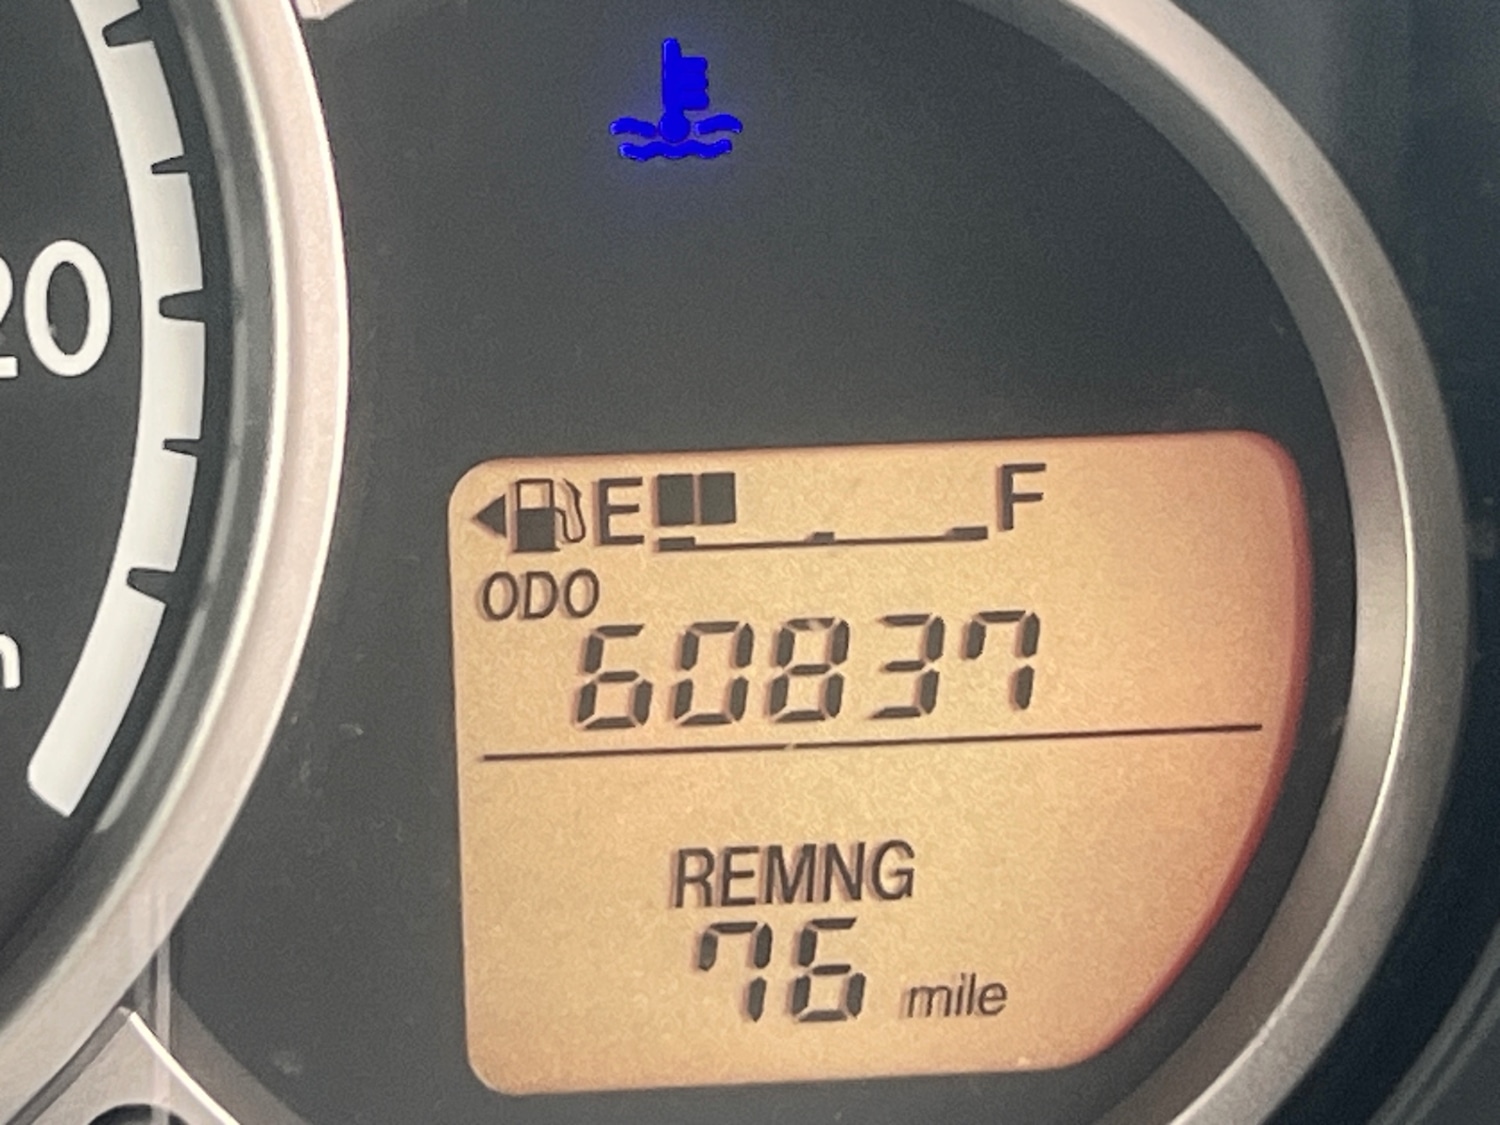 20
E F
ODO
60837
REMNG
76 mile